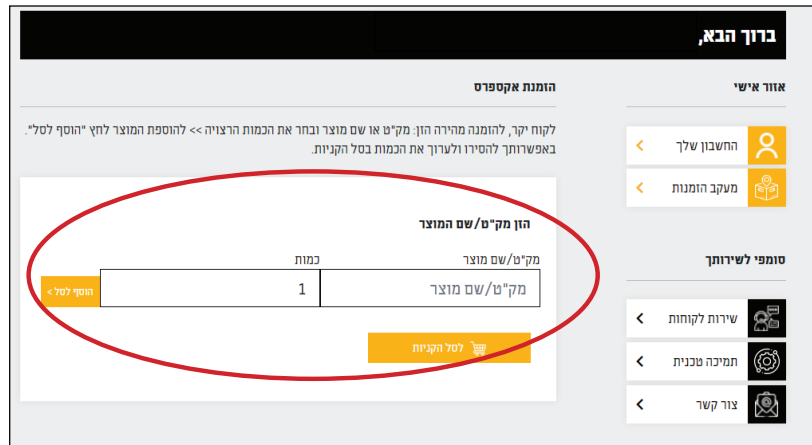 ברוך הבא,
אזור אישי
החשבון שלך
מעקב הזמנות
סומפי לשירותך
שירות לקוחות
תמיכה טכנית
צור קשר
הזמנת אקספרס
לקוח יקר, להזמנה מהירה הזן: מק"ט או שם מוצר ובחר את הכמות הרצויה >> להוספת המוצר לחץ "הוסף לסל".
באפשרותך להסירו ולערוך את הכמות בסל הקניות.
הזן מק"ט/שם המוצר
מק"ט/שם מוצר כמות
מק"ט/שם מוצר 1 הוסף לסל >
לסל הקניות